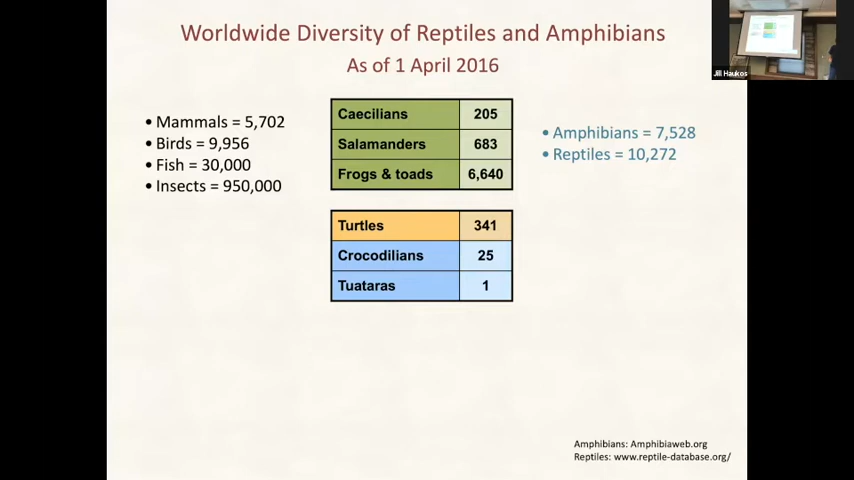 Worldwide Diversity of Reptiles and Amphibians
As of 1 April 2016
• Mammals = 5,702
• Birds = 9,956
• Fish = 30,000
• Insects = 950,000
Caecilians 205
Salamanders 683
Frogs & toads 6,640
• Amphibians = 7,528
• Reptiles = 10,272
Turtles 341
Crocodilians 25
Tuataras 1
Amphibians: Amphibiaweb.org
Reptiles: www.reptile-database.org/
Jill Haukos